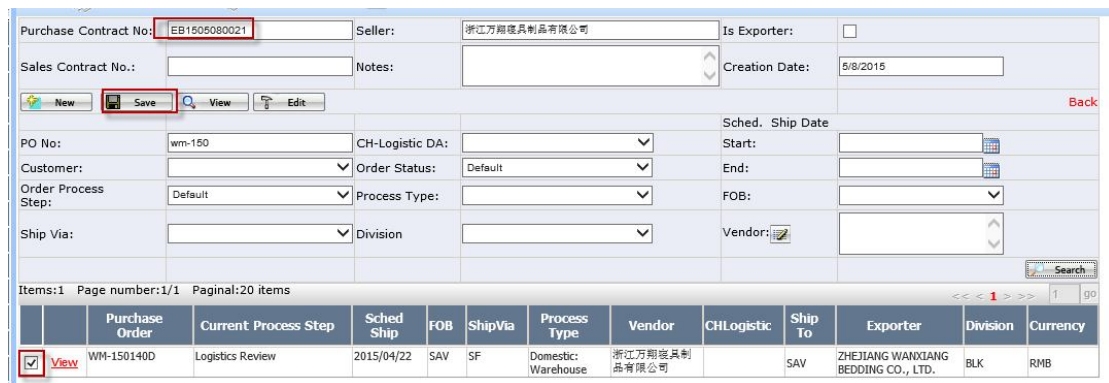 Purchase Contract No: EB1505080021 Seller: 浙江万翔寝具制品有限公司 Is Exporter:
Sales Contract No.: Notes: Creation Date: 5/8/2015
New Save View Edit Back
Sched. Ship Date
PO No: wm-150 CH-Logistic DA: Start:
Customer: Order Status: Default End:
Order Process Step: Default Process Type: FOB:
Ship Via: Division Vendor:
Search
Items:1 Page number:1/1 Paginal:20 items << < 1 > >> 1 go
Purchase Order Current Process Step Sched Ship FOB ShipVia Process Type Vendor CHLogistic Ship To Exporter Division Currency
View WM-150140D Logistics Review 2015/04/22 SAV SF Domestic: Warehouse 浙江万翔寝具制品有限公司 SAV ZHEJIANG WANXIANG BEDDING CO., LTD. BLK RMB